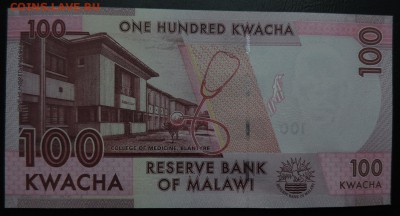 COINS.LAVE.RU
100 ONE HUNDRED KWACHA 100
COLLEGE OF MEDICINE, BLANTYRE
100
KWACHA
RESERVE BANK
OF MALAWI
100
KWACHA